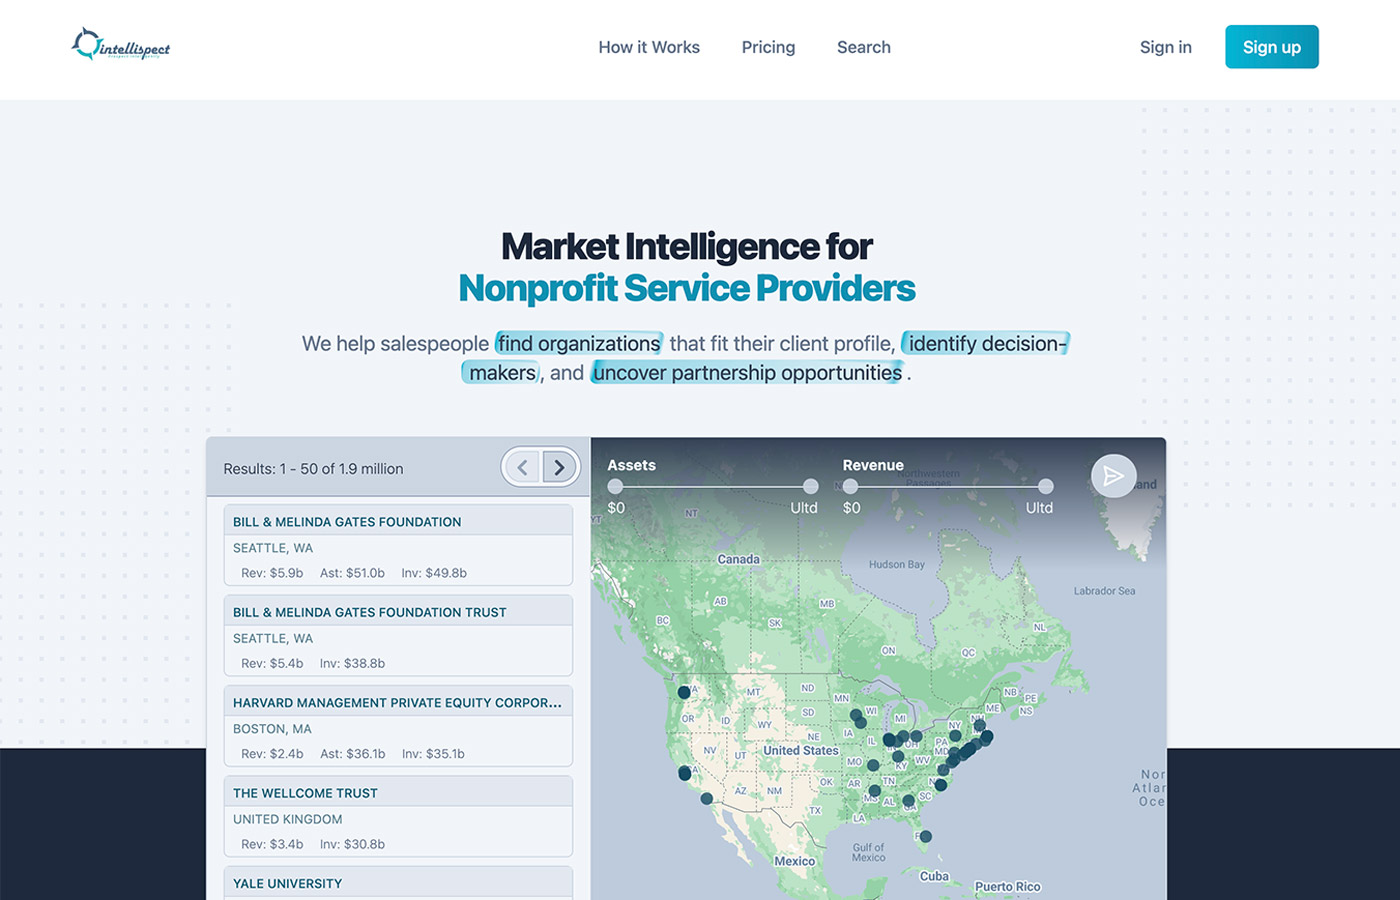 intellispect
How it Works
Pricing
Search
Sign in
Sign up
Market Intelligence for
Nonprofit Service Providers
We help salespeople find organizations that fit their client profile, identify decision-
makers, and uncover partnership opportunities.
Results: 1 - 50 of 1.9 million
BILL & MELINDA GATES FOUNDATION
SEATTLE, WA
Rev: $5.9b Ast: $51.0b Inv: $49.8b
BILL & MELINDA GATES FOUNDATION TRUST
SEATTLE, WA
Rev: $5.4b Inv: $38.8b
HARVARD MANAGEMENT PRIVATE EQUITY CORPOR...
BOSTON, MA
Rev: $2.4b Ast: $36.1b Inv: $35.1b
THE WELLCOME TRUST
UNITED KINGDOM
Rev: $3.4b Inv: $30.8b
YALE UNIVERSITY
Assets
$0 Ultd
Revenue
$0 Ultd
Northwestern
Passages
and
YT
NT
Canada
Hudson Bay
Labrador Sea
AB
MB
BC
SK
NL
ON
QC
NB
PE
NS
ME
MT
ND
MN
OR
ID
SD
WI
MI
NY
WY
NE
IA
IL
OH
PA
MD
NV
UT
United States
MO
KY
WV
AZ
NM
OK
AR
TN
SC
TX
LA
MS
AL
GA
Gulf of
Mexico
Mexico
Cuba
Puerto Rico
Nor
Atlar
Oce